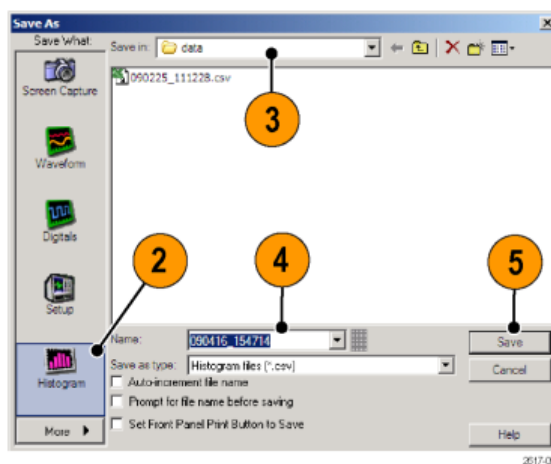 Save As
Save What:
Save in: data
Screen Capture
090225_111228.csv
3
Waveform
Digitals
2
4
5
Setup
Name: 090416_154714
Save
Save as type: Histogram files (*.csv)
Cancel
Histogram
Auto-increment file name
Prompt for file name before saving
Set Front Panel Print Button to Save
More
Help